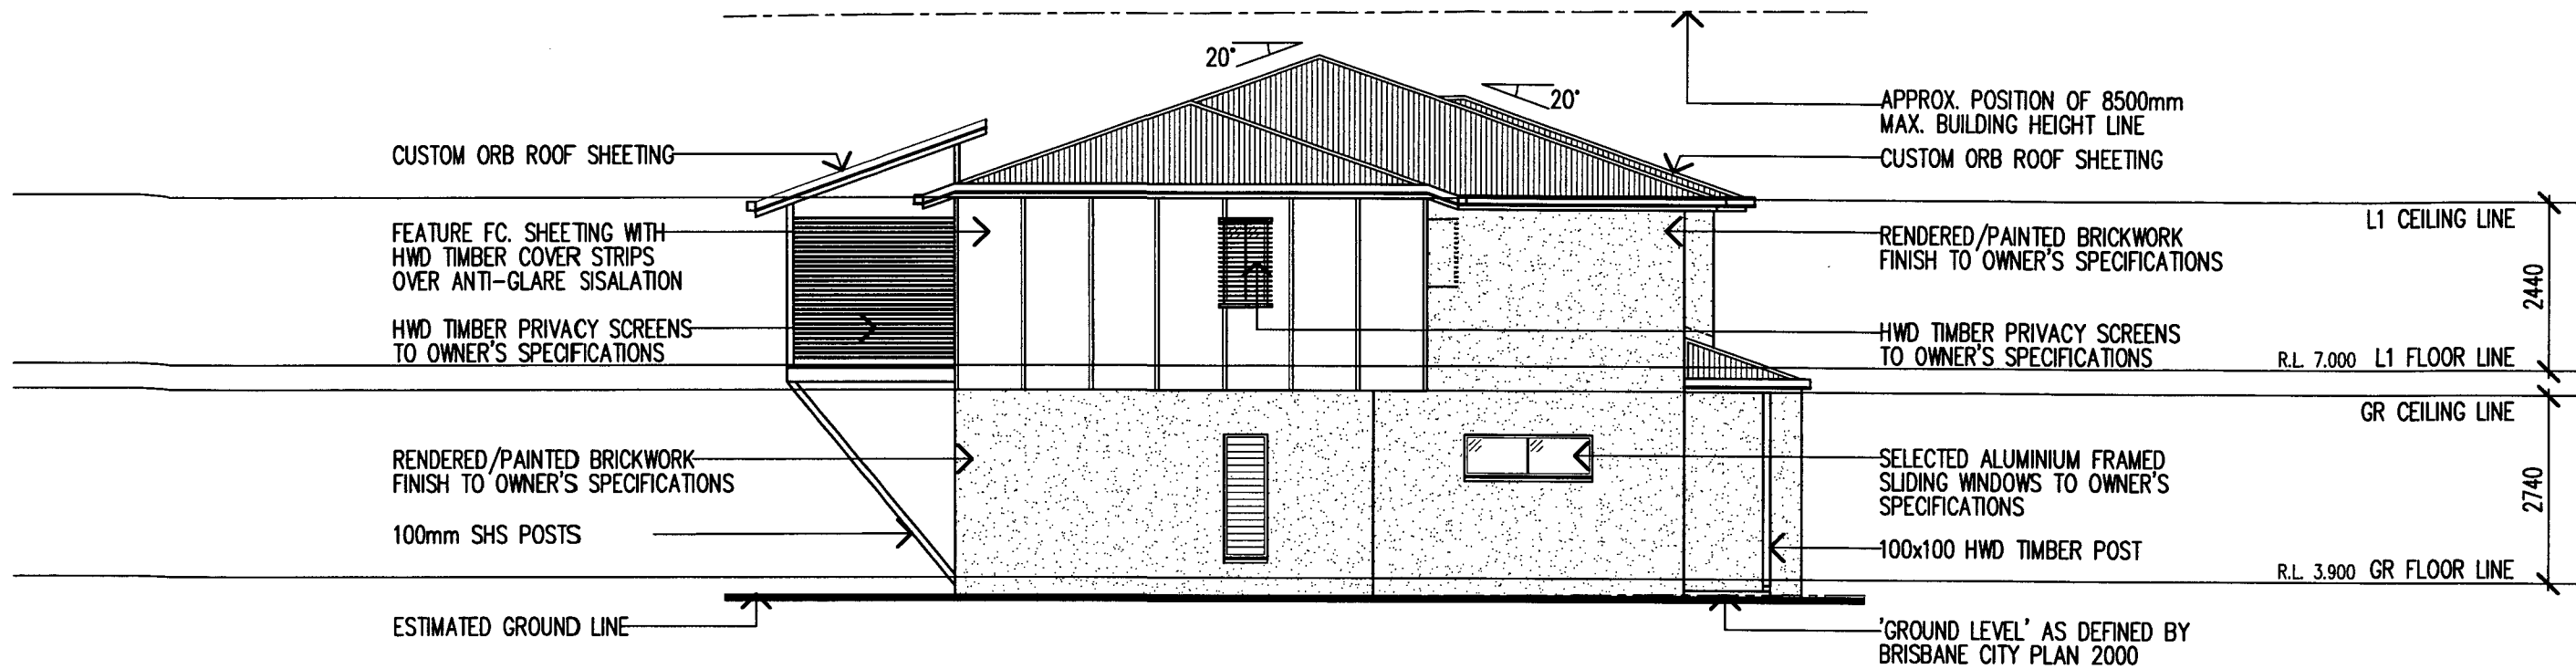 20°
20°
CUSTOM ORB ROOF SHEETING
FEATURE FC. SHEETING WITH
HWD TIMBER COVER STRIPS
OVER ANTI-GLARE SISALATION
HWD TIMBER PRIVACY SCREENS
TO OWNER'S SPECIFICATIONS
RENDERED/PAINTED BRICKWORK
FINISH TO OWNER'S SPECIFICATIONS
100mm SHS POSTS
ESTIMATED GROUND LINE
APPROX. POSITION OF 8500mm
MAX. BUILDING HEIGHT LINE
CUSTOM ORB ROOF SHEETING
RENDERED/PAINTED BRICKWORK
FINISH TO OWNER'S SPECIFICATIONS
HWD TIMBER PRIVACY SCREENS
TO OWNER'S SPECIFICATIONS
SELECTED ALUMINIUM FRAMED
SLIDING WINDOWS TO OWNER'S
SPECIFICATIONS
100x100 HWD TIMBER POST
'GROUND LEVEL' AS DEFINED BY
BRISBANE CITY PLAN 2000
L1 CEILING LINE
2440
R.L. 7.000 L1 FLOOR LINE
GR CEILING LINE
2740
R.L. 3.900 GR FLOOR LINE